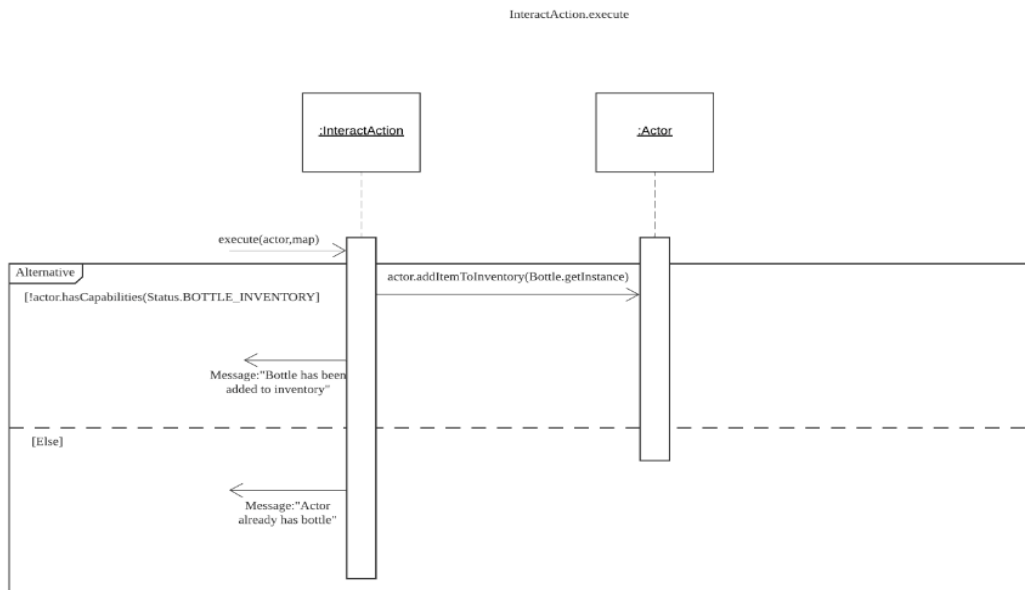 InteractAction.execute
:InteractAction
:Actor
execute(actor,map)
Alternative
actor.addItemToInventory(Bottle.getInstance)
[!actor.hasCapabilities(Status.BOTTLE_INVENTORY]
Message:"Bottle has been
added to inventory"
[Else]
Message:"Actor
already has bottle"